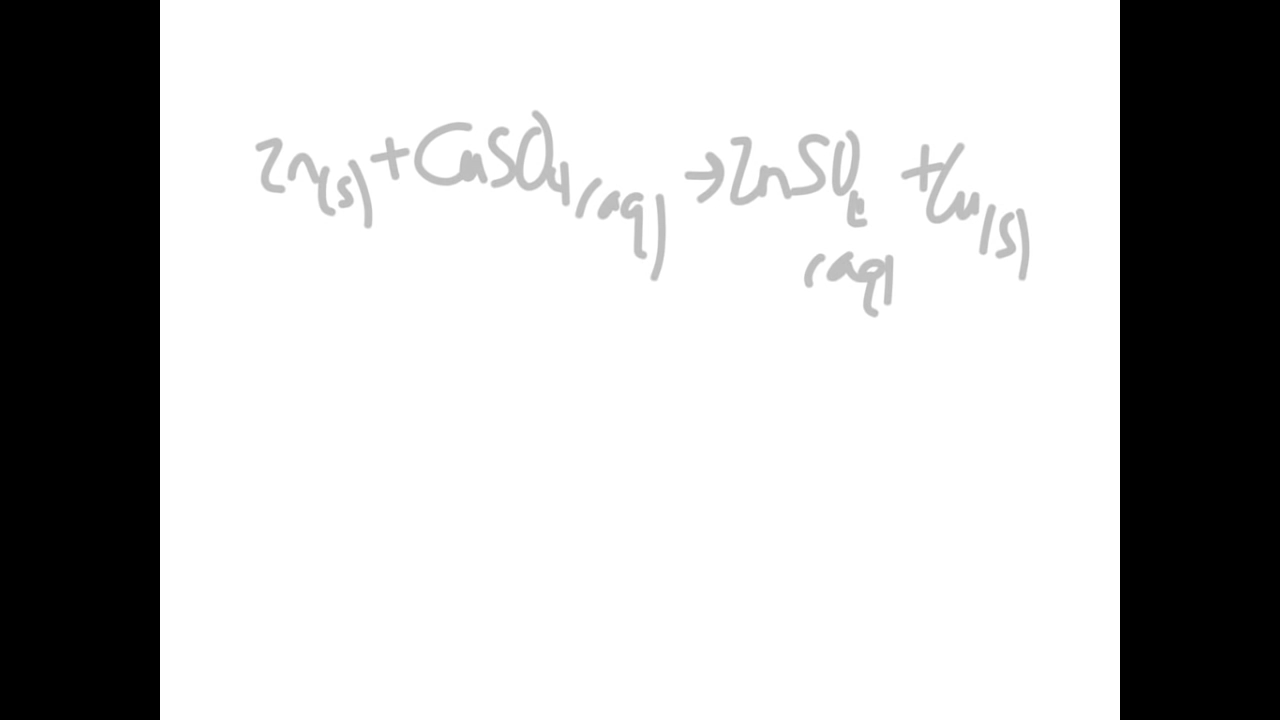 Zn(s) + CuSO4(aq) → ZnSO4 + Cu(s)
(aq)